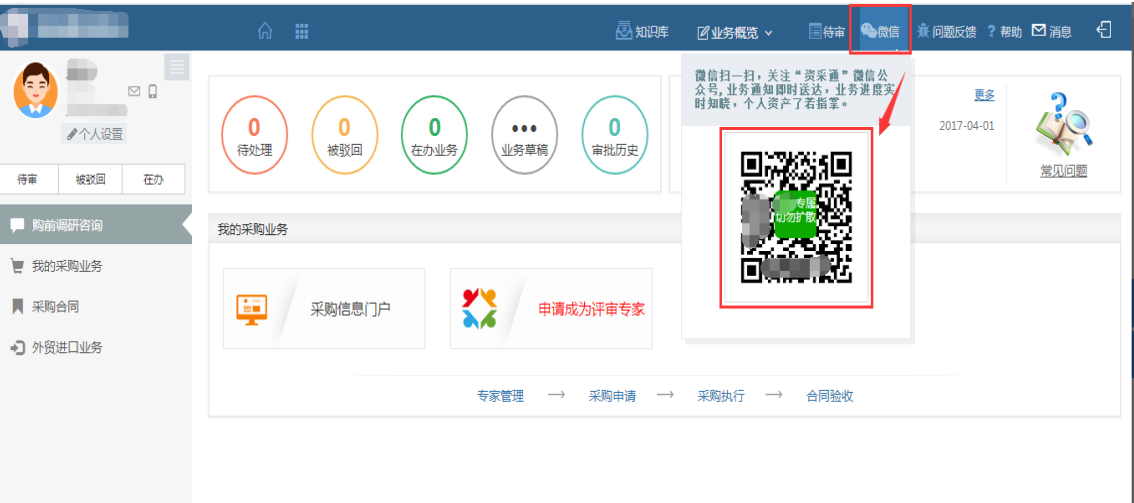 知识库 业务概览 待审 微信 问题反馈 ? 帮助 消息
微信扫一扫，关注“资采通”微信公
众号,业务通知即时送达，业务进度实
时知晓，个人资产了若指掌。
个人设置
待审 被驳回 在办
购前调研咨询
我的采购业务
采购合同
外贸进口业务
0
待处理
0
被驳回
0
在办业务
•••
业务草稿
0
审批历史
更多
2017-04-01
常见问题
专属
切勿扩散
我的采购业务
采购信息门户
申请成为评审专家
专家管理 → 采购申请 → 采购执行 → 合同验收